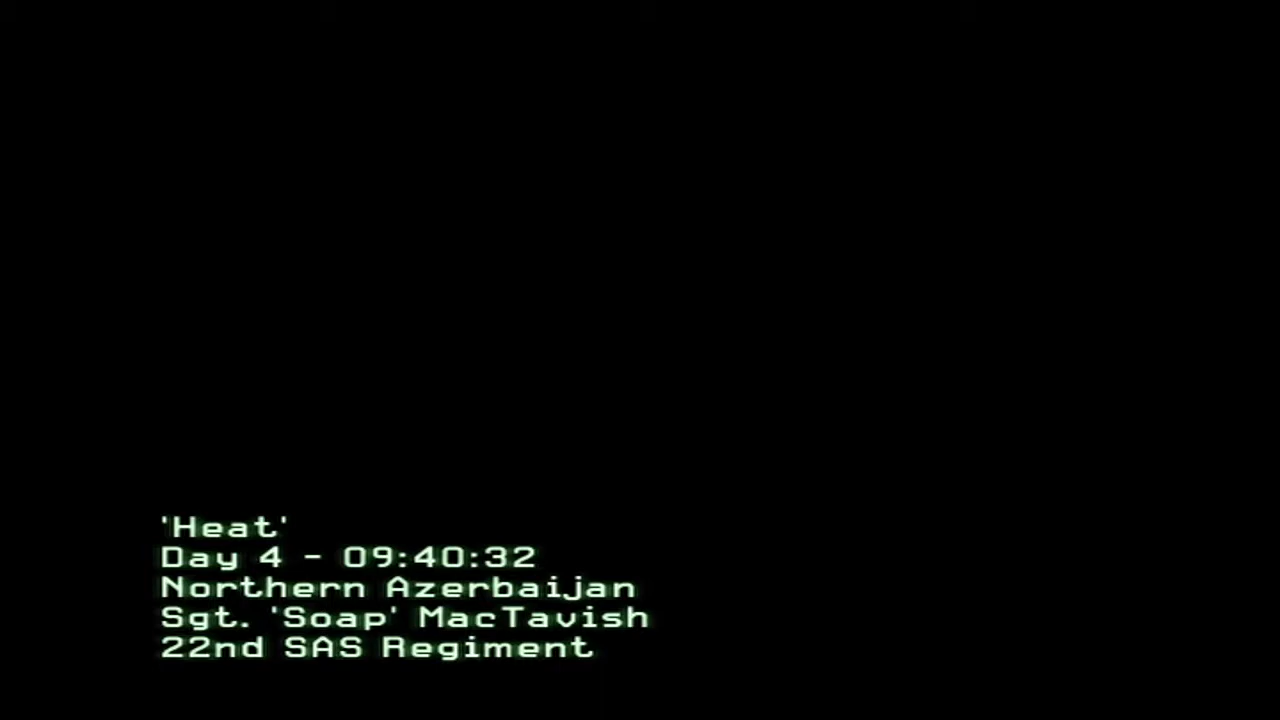 'Heat'
Day 4 - 09:40:32
Northern Azerbaijan
Sgt. 'Soap' MacTavish
22nd SAS Regiment